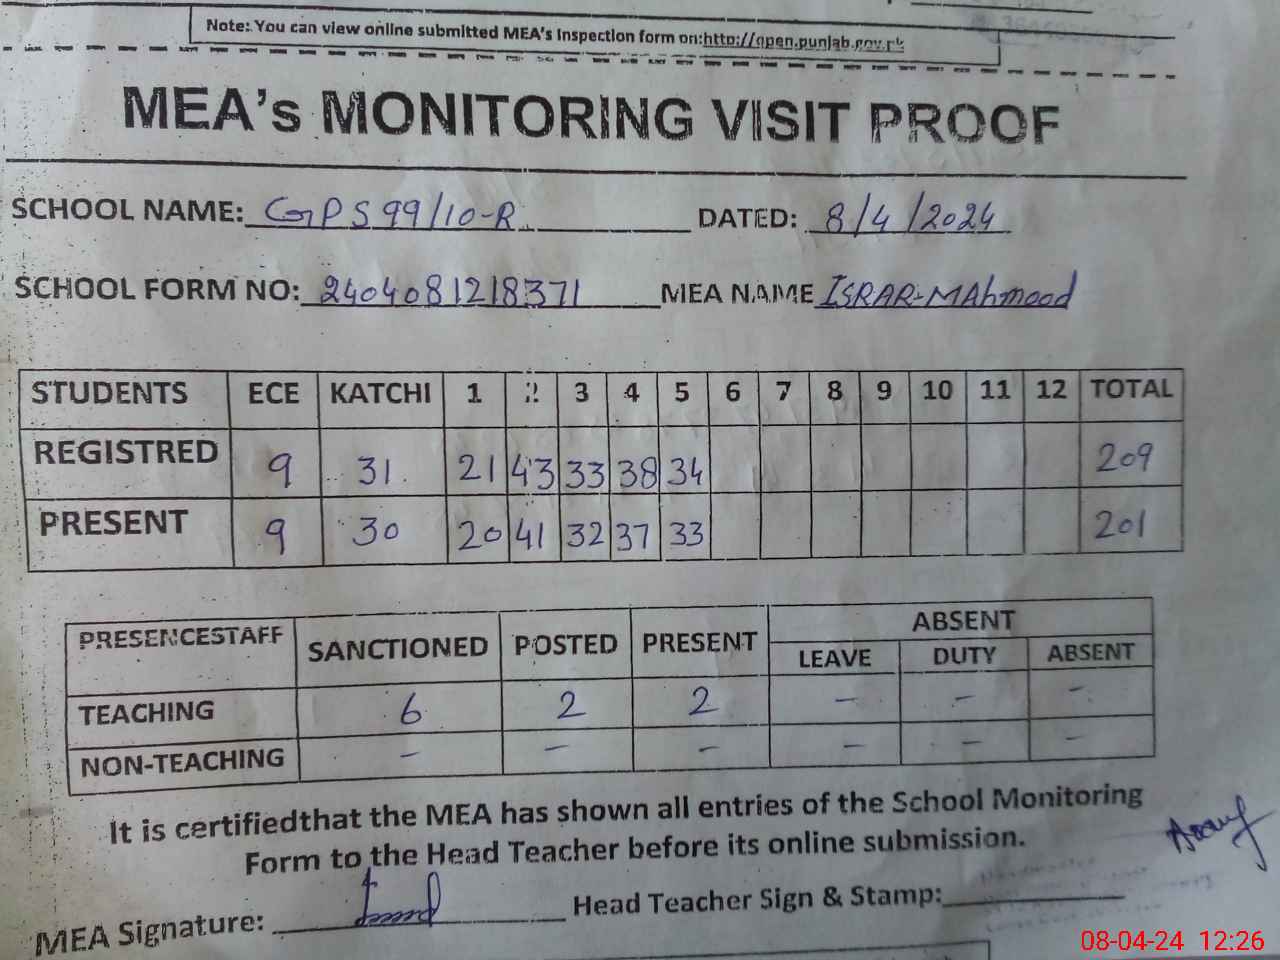 Note: You can view online submitted MEA's Inspection form on:http://open.punjab.gov.pk
MEA's MONITORING VISIT PROOF
SCHOOL NAME: GPS 99/10-R DATED: 8/4/2024
SCHOOL FORM NO: 2404081218371 MEA NAME ISRAR-MAhmood
STUDENTS ECE KATCHI 1 2 3 4 5 6 7 8 9 10 11 12 TOTAL
REGISTRED 9 31 21 43 33 38 34 209
PRESENT 9 30 20 41 32 37 33 201
PRESENCESTAFF SANCTIONED POSTED PRESENT ABSENT
LEAVE DUTY ABSENT
TEACHING 6 2 2 - - -
NON-TEACHING - - - - - -
It is certifiedthat the MEA has shown all entries of the School Monitoring
Form to the Head Teacher before its online submission.
MEA Signature: Head Teacher Sign & Stamp:
08-04-24 12:26